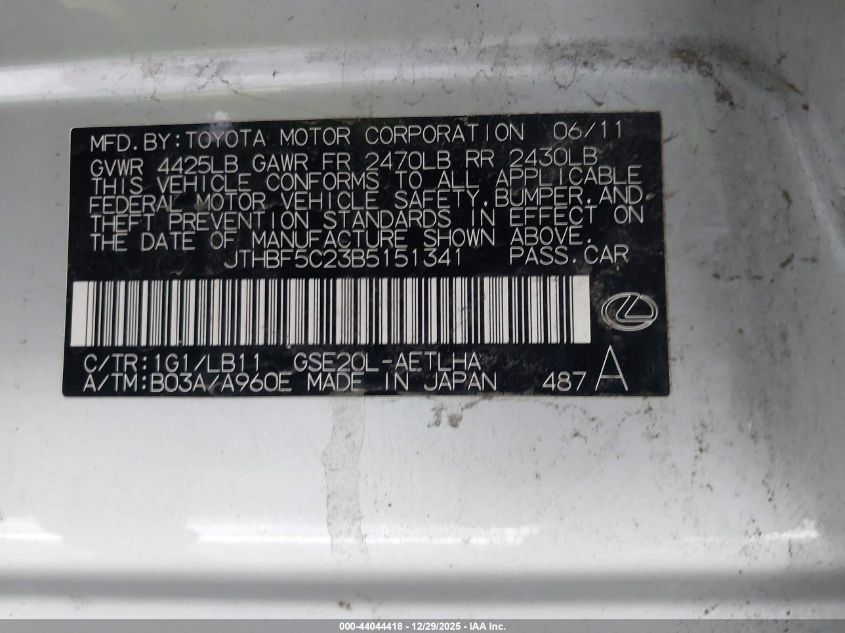 MFD.BY:TOYOTA MOTOR CORPORATION 06/11
GVWR 4425LB GAWR FR 2470LB RR 2430LB
THIS VEHICLE CONFORMS TO ALL APPLICABLE
FEDERAL MOTOR VEHICLE SAFETY,BUMPER,AND
THEFT PREVENTION STANDARDS IN EFFECT ON
THE DATE OF MANUFACTURE SHOWN ABOVE.
JTHBF5C23B5151341 PASS.CAR
C/TR:1G1/LB11 GSE20L-AETLHA
A/TM:B03A/A960E MADE IN JAPAN 487 A
000-44044418 - 12/29/2025 - IAA Inc.